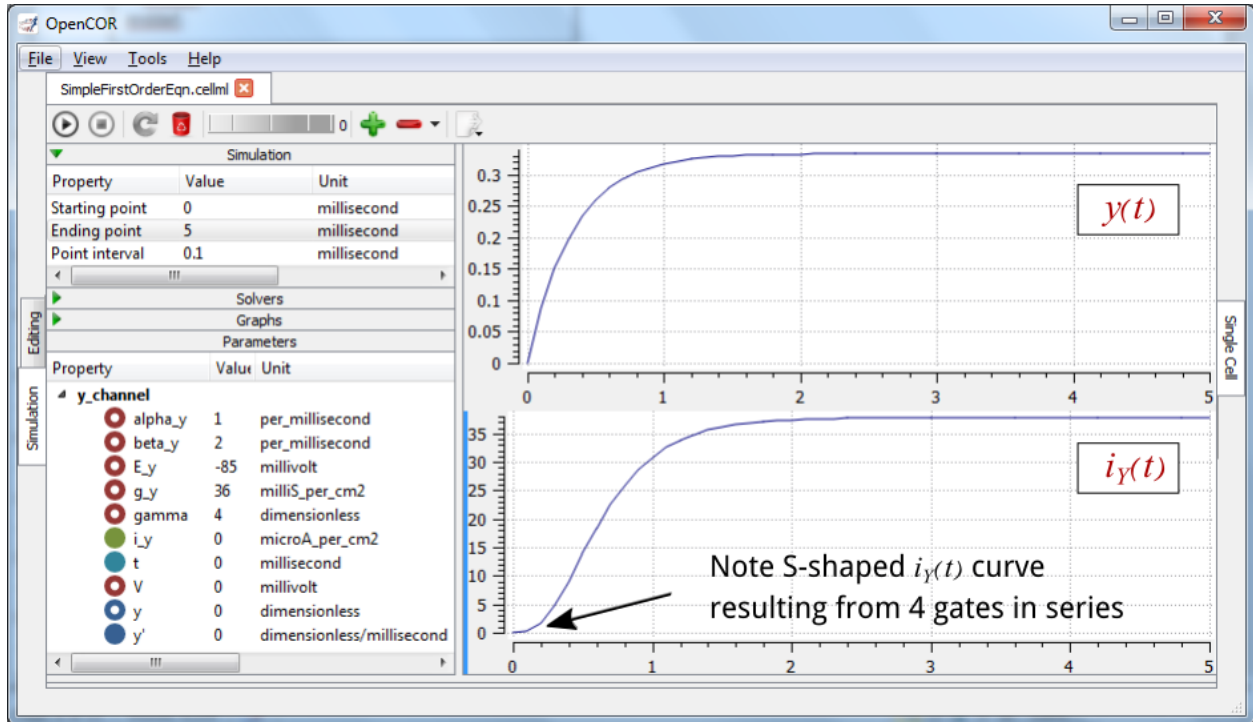 OpenCOR
File View Tools Help
SimpleFirstOrderEqn.cellml
0
Simulation
Property Value Unit
Starting point 0 millisecond
Ending point 5 millisecond
Point interval 0.1 millisecond
Solvers
Graphs
Parameters
Property Value Unit
y_channel
alpha_y 1 per_millisecond
beta_y 2 per_millisecond
E_y -85 millivolt
g_y 36 milliS_per_cm2
gamma 4 dimensionless
i_y 0 microA_per_cm2
t 0 millisecond
V 0 millivolt
y 0 dimensionless
y' 0 dimensionless/millisecond
Editing
Simulation
0.3
0.25
0.2
0.15
0.1
0.05
0
0 1 2 3 4 5
y(t)
35
30
25
20
15
10
5
0
0 1 2 3 4 5
iY(t)
Note S-shaped iY(t) curve
resulting from 4 gates in series
Single Cell